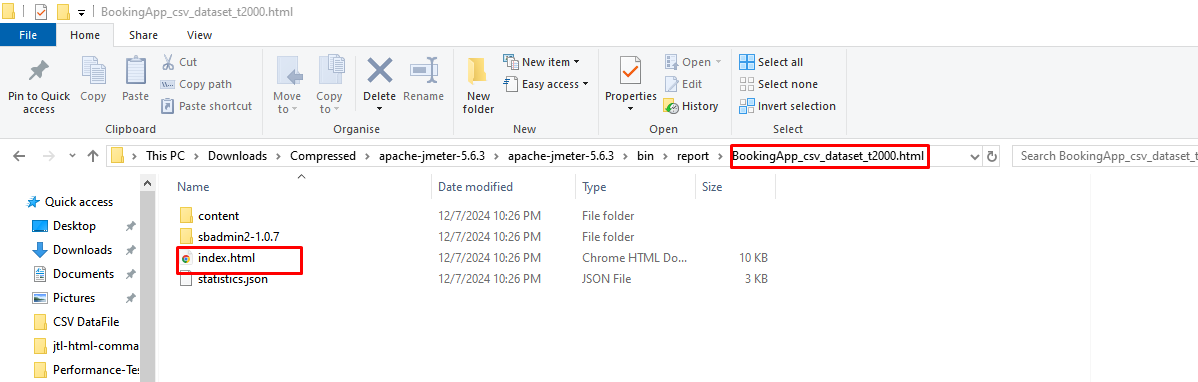 BookingApp_csv_dataset_t2000.html
File Home Share View
Pin to Quick access
Copy
Paste
Cut
Copy path
Paste shortcut
Clipboard
Move to
Copy to
Delete
Rename
Organise
New folder
New item
Easy access
New
Properties
Open
Edit
History
Open
Select all
Select none
Invert selection
Select
This PC > Downloads > Compressed > apache-jmeter-5.6.3 > apache-jmeter-5.6.3 > bin > report > BookingApp_csv_dataset_t2000.html
Search BookingApp_csv_dataset_t
Name Date modified Type Size
Quick access
Desktop
Downloads
Documents
Pictures
CSV DataFile
jtl-html-comma
Performance-Te
content 12/7/2024 10:26 PM File folder
sbadmin2-1.0.7 12/7/2024 10:26 PM File folder
index.html 12/7/2024 10:26 PM Chrome HTML Do... 10 KB
statistics.json 12/7/2024 10:26 PM JSON File 3 KB